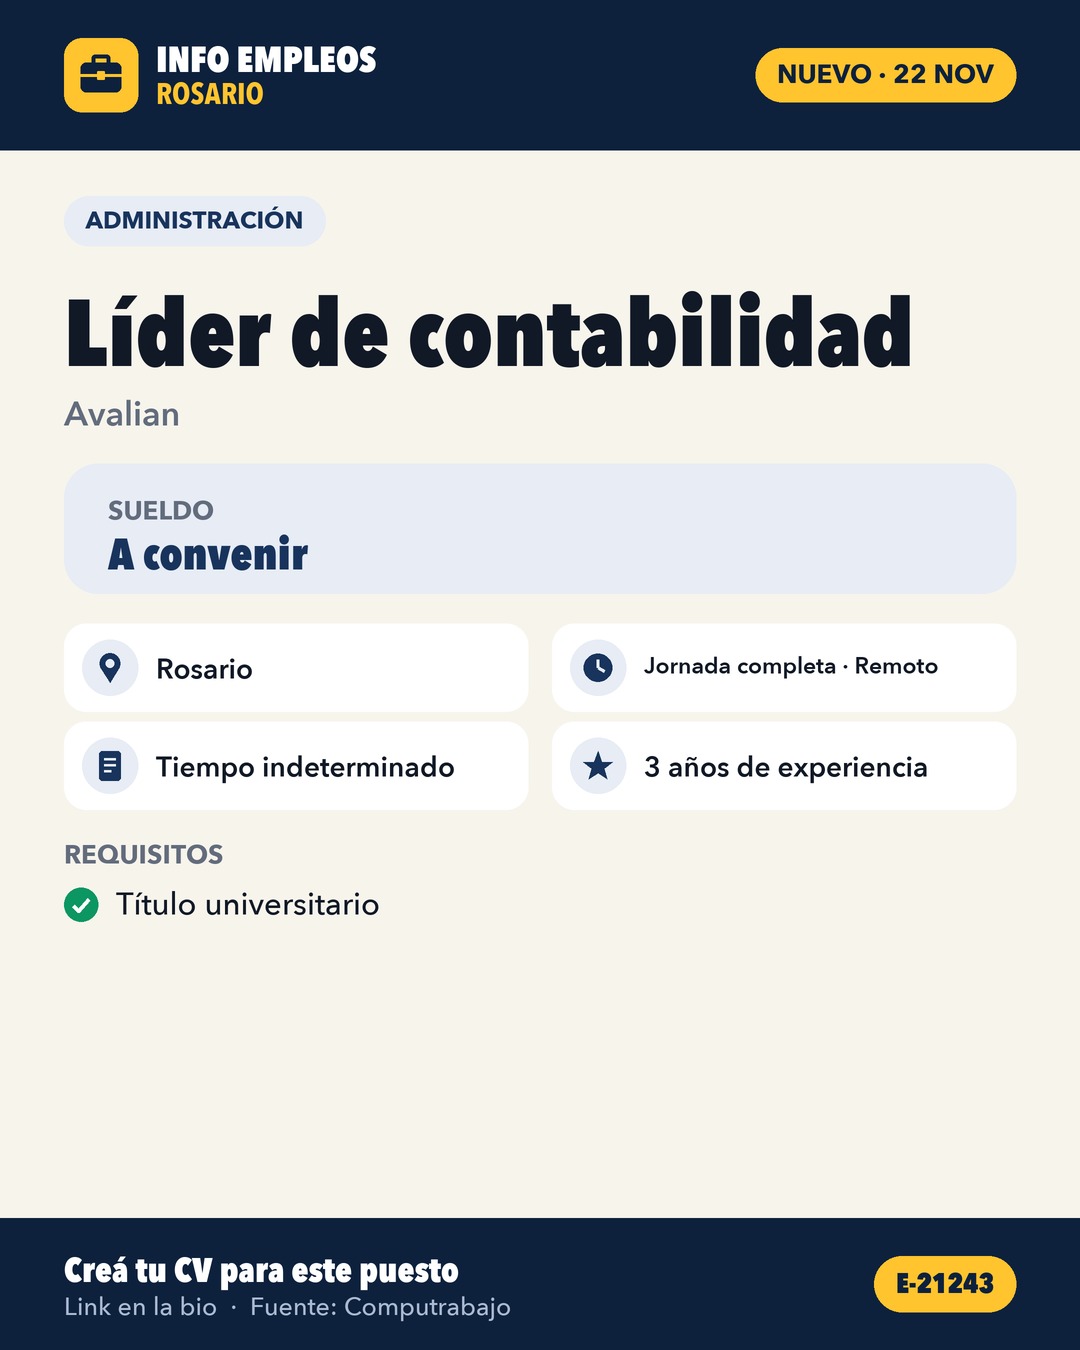 INFO EMPLEOS
ROSARIO
NUEVO · 22 NOV
ADMINISTRACIÓN
Líder de contabilidad
Avalian
SUELDO
A convenir
Rosario
Jornada completa · Remoto
Tiempo indeterminado
3 años de experiencia
REQUISITOS
Título universitario
Creá tu CV para este puesto
Link en la bio · Fuente: Computrabajo
E-21243